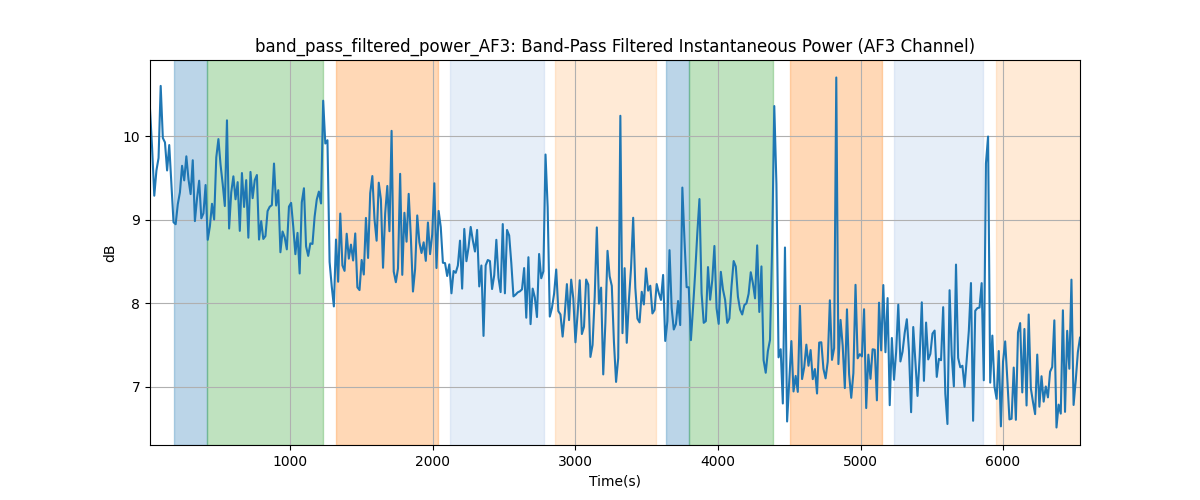 band_pass_filtered_power_AF3: Band-Pass Filtered Instantaneous Power (AF3 Channel)
10
9
8
7
dB
1000 2000 3000 4000 5000 6000
Time(s)